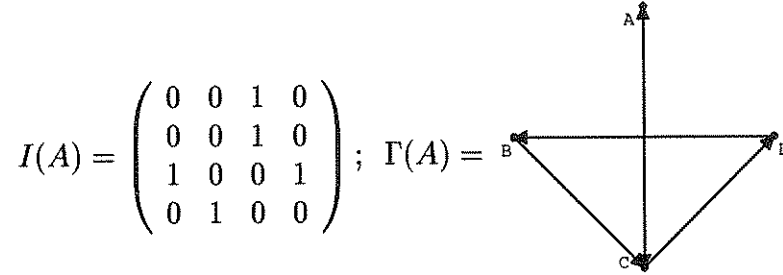 I(A) = ( 0 0 1 0
0 0 1 0
1 0 0 1
0 1 0 0 ) ; Γ(A) =
A
B
C